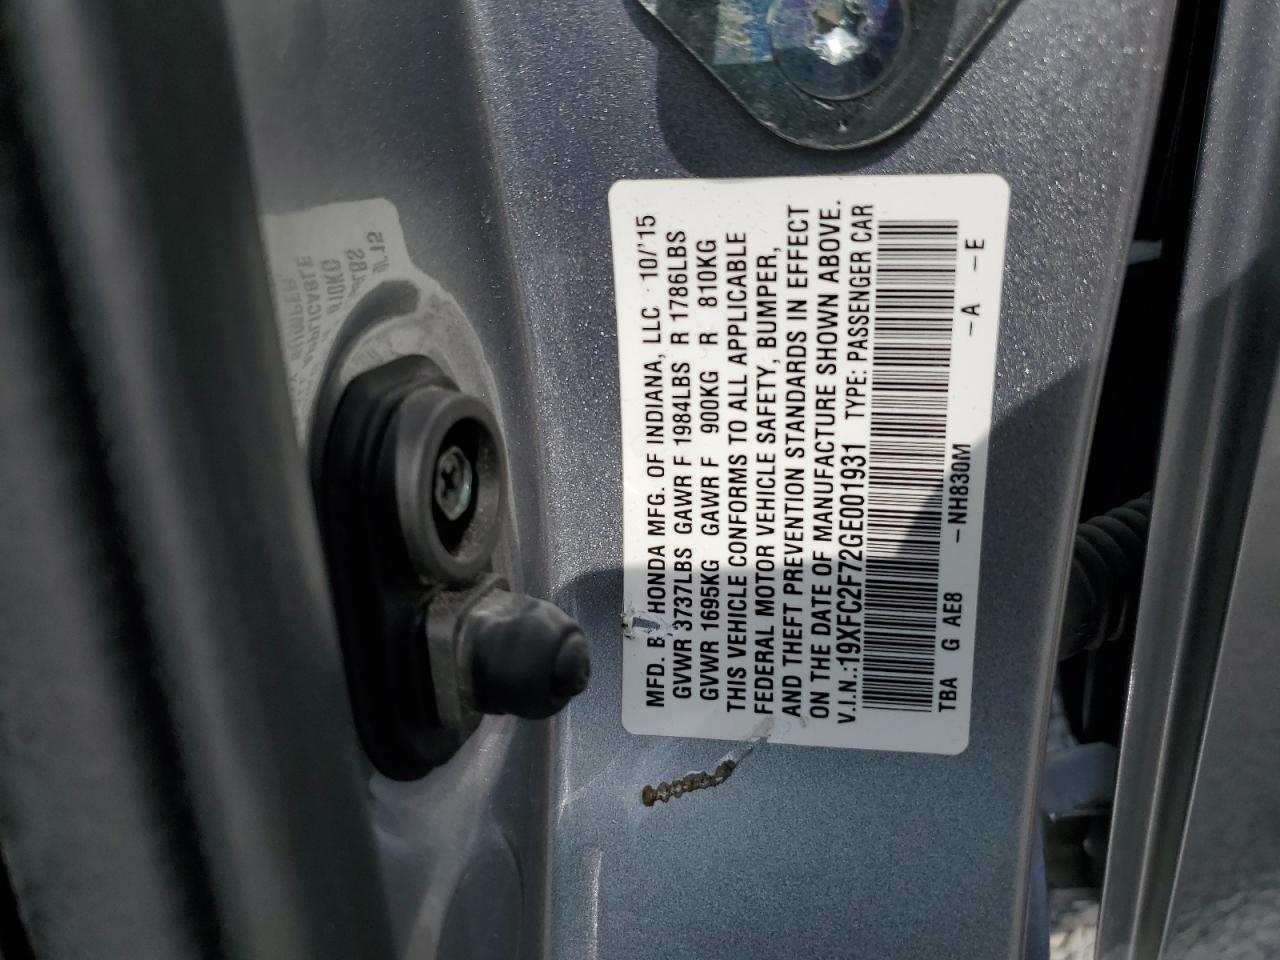 MFD. BY HONDA MFG. OF INDIANA, LLC 10/'15
GVWR 3737LBS GAWR F 1984LBS R 1786LBS
GVWR 1695KG GAWR F 900KG R 810KG
THIS VEHICLE CONFORMS TO ALL APPLICABLE
FEDERAL MOTOR VEHICLE SAFETY, BUMPER,
AND THEFT PREVENTION STANDARDS IN EFFECT
ON THE DATE OF MANUFACTURE SHOWN ABOVE.
V.I.N.:19XFC2F72GE001931 TYPE: PASSENGER CAR
TBA G AE8 -NH830M -A -E